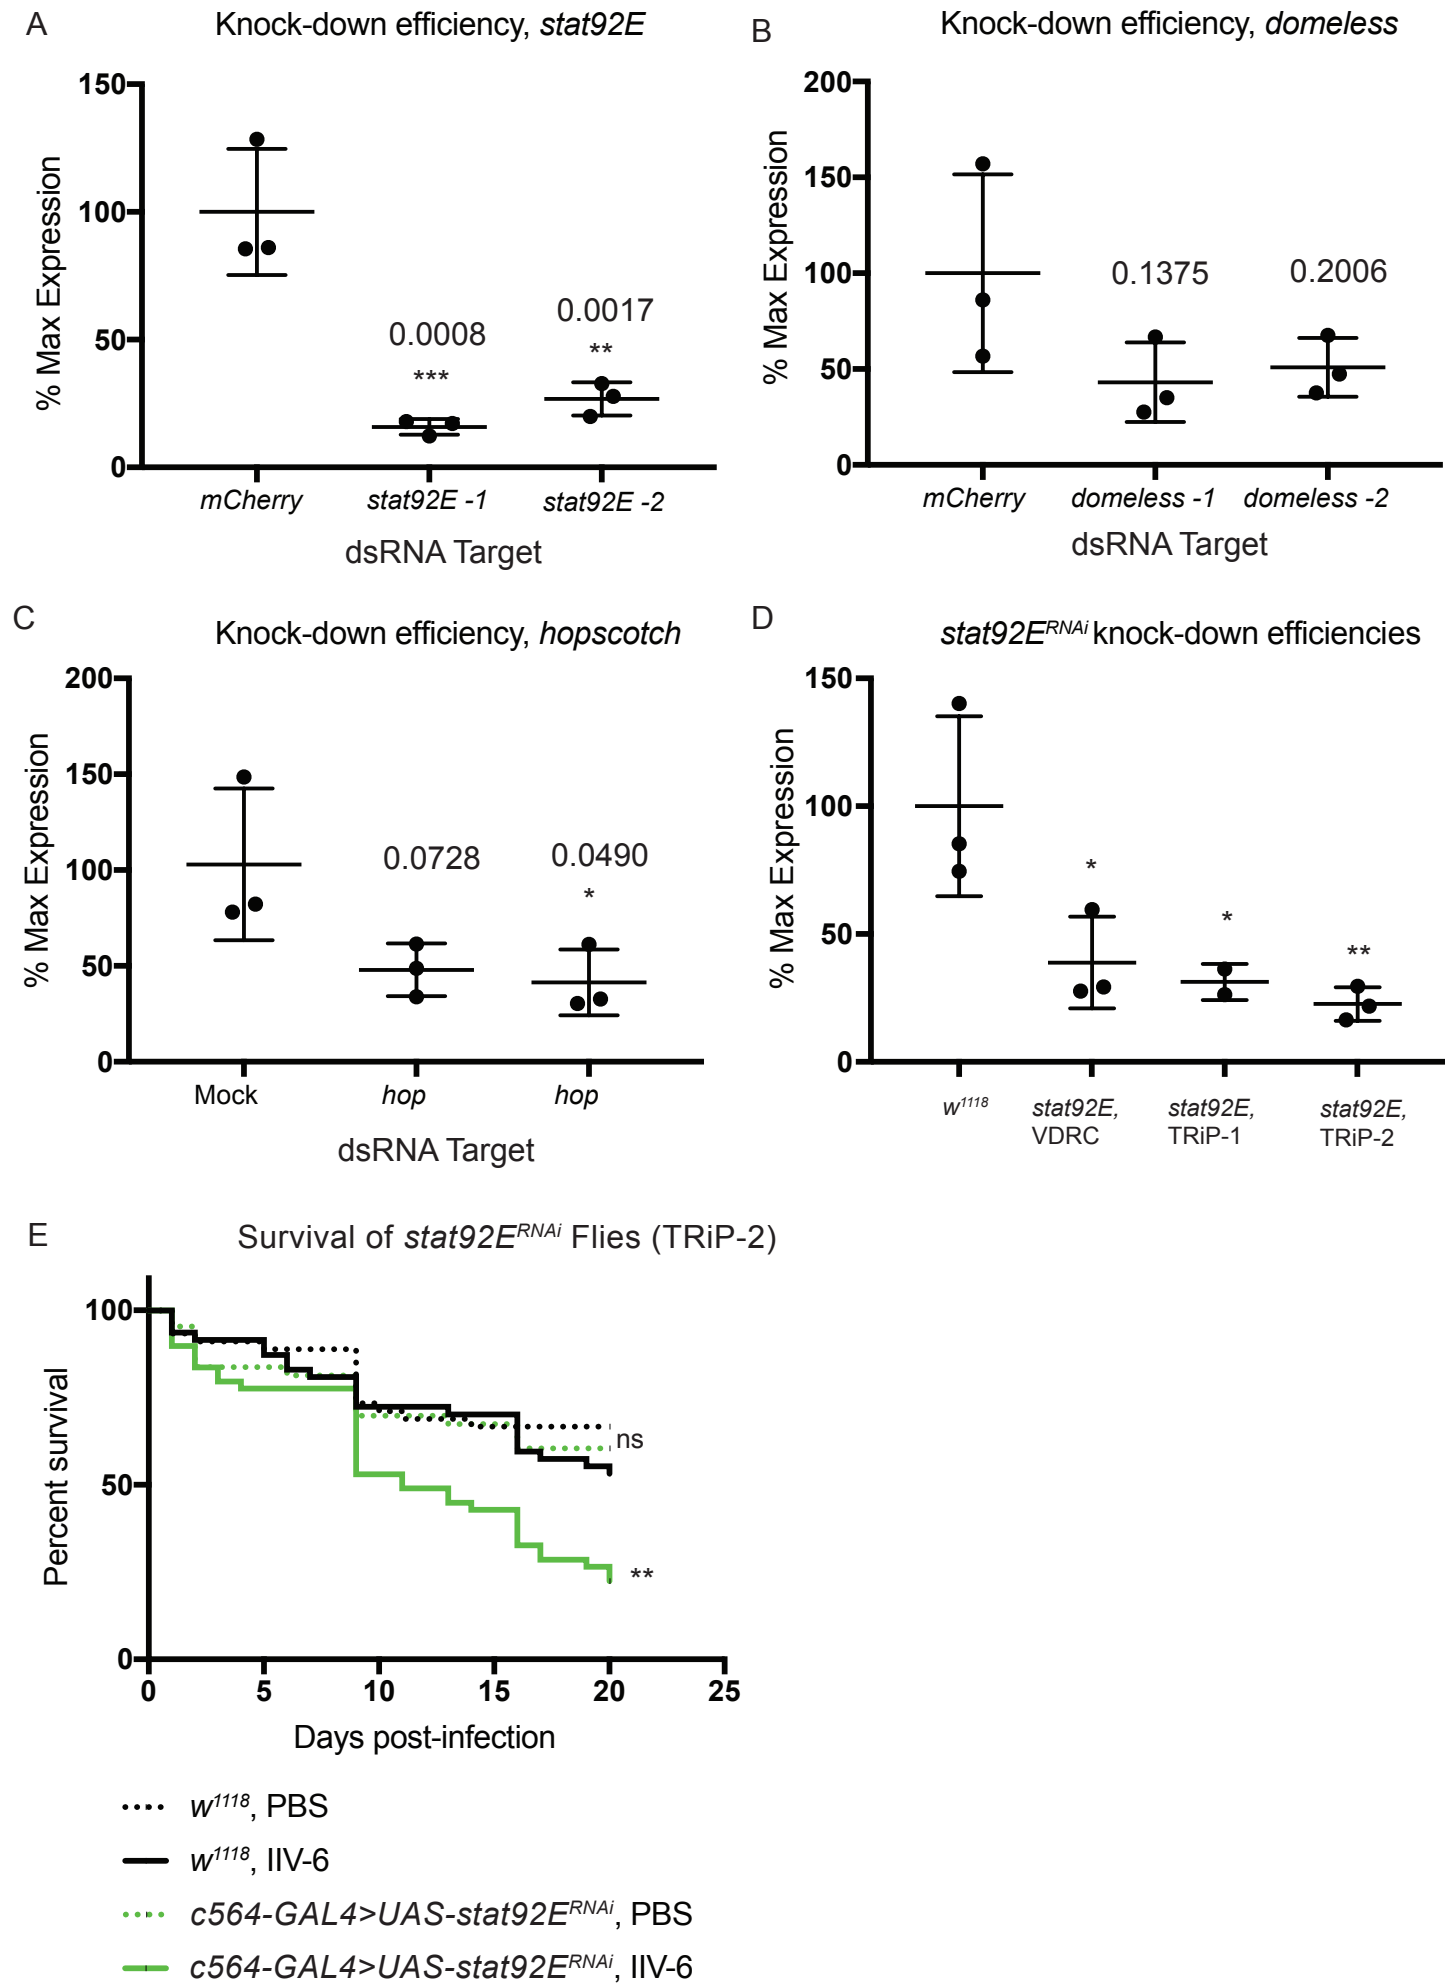 A
Knock-down efficiency, stat92E
% Max Expression
150
100
50
0
0.0008
***
0.0017
**
mCherry
stat92E -1
stat92E -2
dsRNA Target
B
Knock-down efficiency, domeless
% Max Expression
200
150
100
50
0
0.1375
0.2006
mCherry
domeless -1
domeless -2
dsRNA Target
C
Knock-down efficiency, hopscotch
% Max Expression
200
150
100
50
0
0.0728
0.0490
*
Mock
hop
hop
dsRNA Target
D
stat92E^RNAi knock-down efficiencies
% Max Expression
150
100
50
0
*
*
**
w^1118
stat92E,
VDRC
stat92E,
TRiP-1
stat92E,
TRiP-2
E
Survival of stat92E^RNAi Flies (TRiP-2)
Percent survival
100
50
0
ns
**
0 5 10 15 20 25
Days post-infection
w^1118, PBS
w^1118, IIV-6
c564-GAL4>UAS-stat92E^RNAi, PBS
c564-GAL4>UAS-stat92E^RNAi, IIV-6